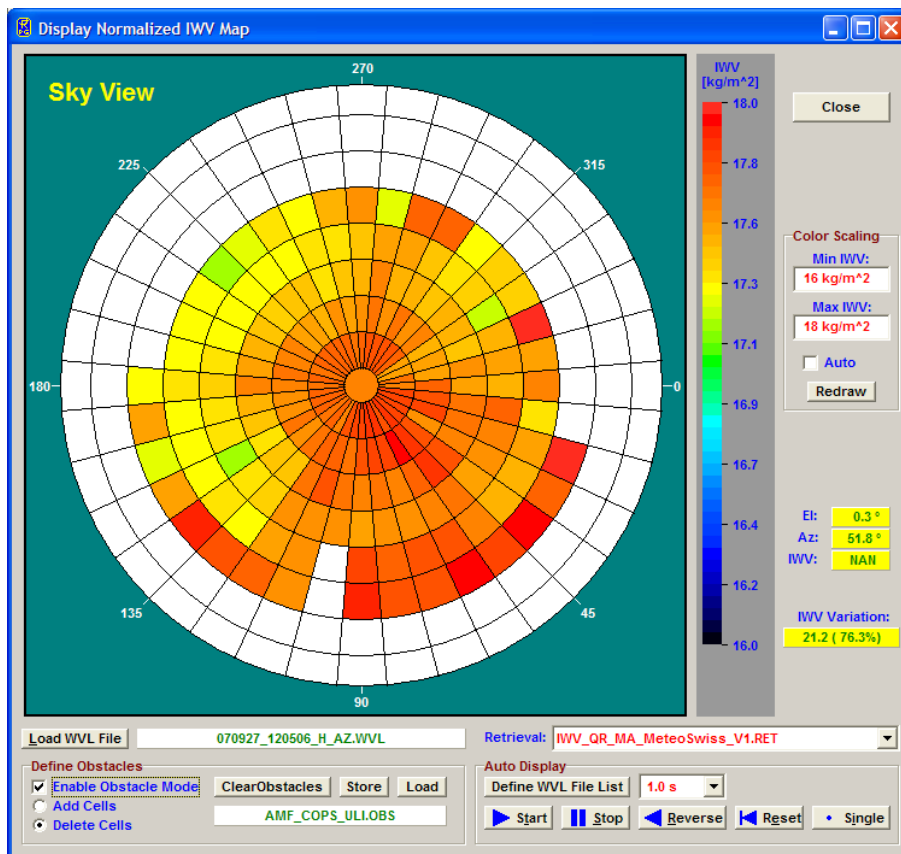 Display Normalized IWV Map
Sky View
270
225
315
180
0
135
45
90
IWV
[kg/m^2]
18.0
17.8
17.6
17.3
17.1
16.9
16.7
16.4
16.2
16.0
Close
Color Scaling
Min IWV:
16 kg/m^2
Max IWV:
18 kg/m^2
Auto
Redraw
El: 0.3 °
Az: 51.8 °
IWV: NAN
IWV Variation:
21.2 ( 76.3%)
Load WVL File 070927_120506_H_AZ.WVL
Retrieval: IWV_QR_MA_MeteoSwiss_V1.RET
Define Obstacles
Enable Obstacle Mode
Add Cells
Delete Cells
ClearObstacles Store Load
AMF_COPS_ULI.OBS
Auto Display
Define WVL File List 1.0 s
Start Stop Reverse Reset Single